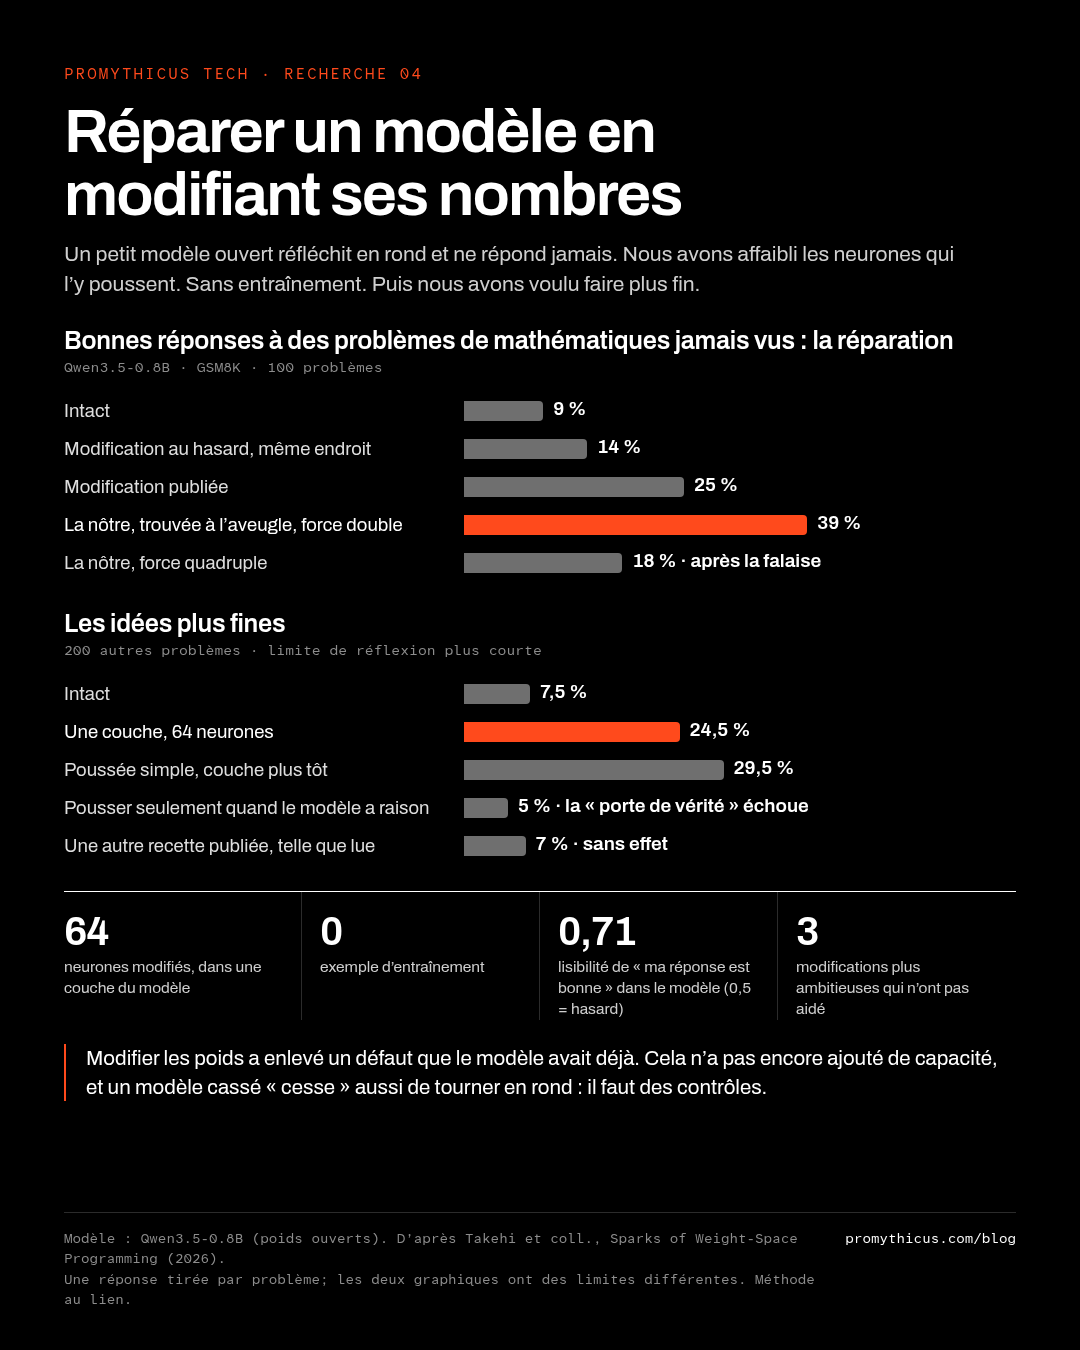 PROMYTHICUS TECH · RECHERCHE 04
Réparer un modèle en
modifiant ses nombres
Un petit modèle ouvert réfléchit en rond et ne répond jamais. Nous avons affaibli les neurones qui
l’y poussent. Sans entraînement. Puis nous avons voulu faire plus fin.
Bonnes réponses à des problèmes de mathématiques jamais vus : la réparation
Qwen3.5-0.8B · GSM8K · 100 problèmes
Intact 9 %
Modification au hasard, même endroit 14 %
Modification publiée 25 %
La nôtre, trouvée à l’aveugle, force double 39 %
La nôtre, force quadruple 18 % · après la falaise
Les idées plus fines
200 autres problèmes · limite de réflexion plus courte
Intact 7,5 %
Une couche, 64 neurones 24,5 %
Poussée simple, couche plus tôt 29,5 %
Pousser seulement quand le modèle a raison 5 % · la « porte de vérité » échoue
Une autre recette publiée, telle que lue 7 % · sans effet
64
neurones modifiés, dans une
couche du modèle
0
exemple d’entraînement
0,71
lisibilité de « ma réponse est
bonne » dans le modèle (0,5
= hasard)
3
modifications plus
ambitieuses qui n’ont pas
aidé
Modifier les poids a enlevé un défaut que le modèle avait déjà. Cela n’a pas encore ajouté de capacité,
et un modèle cassé « cesse » aussi de tourner en rond : il faut des contrôles.
Modèle : Qwen3.5-0.8B (poids ouverts). D’après Takehi et coll., Sparks of Weight-Space
Programming (2026).
Une réponse tirée par problème; les deux graphiques ont des limites différentes. Méthode
au lien.
promythicus.com/blog